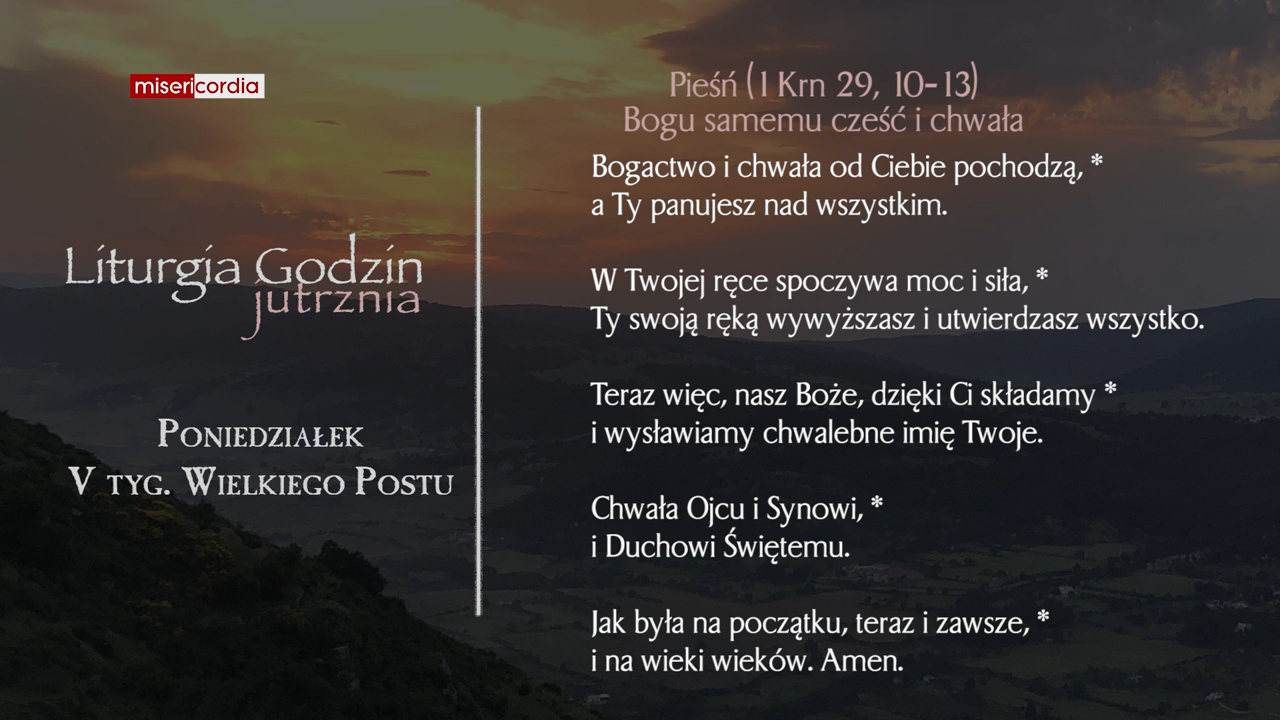 misericordia
Liturgia Godzin
jutrznia
Poniedziałek
V tyg. Wielkiego Postu
Pieśń (1 Krn 29, 10-13)
Bogu samemu cześć i chwała
Bogactwo i chwała od Ciebie pochodzą, *
a Ty panujesz nad wszystkim.
W Twojej ręce spoczywa moc i siła, *
Ty swoją ręką wywyższasz i utwierdzasz wszystko.
Teraz więc, nasz Boże, dzięki Ci składamy *
i wysławiamy chwalebne imię Twoje.
Chwała Ojcu i Synowi, *
i Duchowi Świętemu.
Jak była na początku, teraz i zawsze, *
i na wieki wieków. Amen.